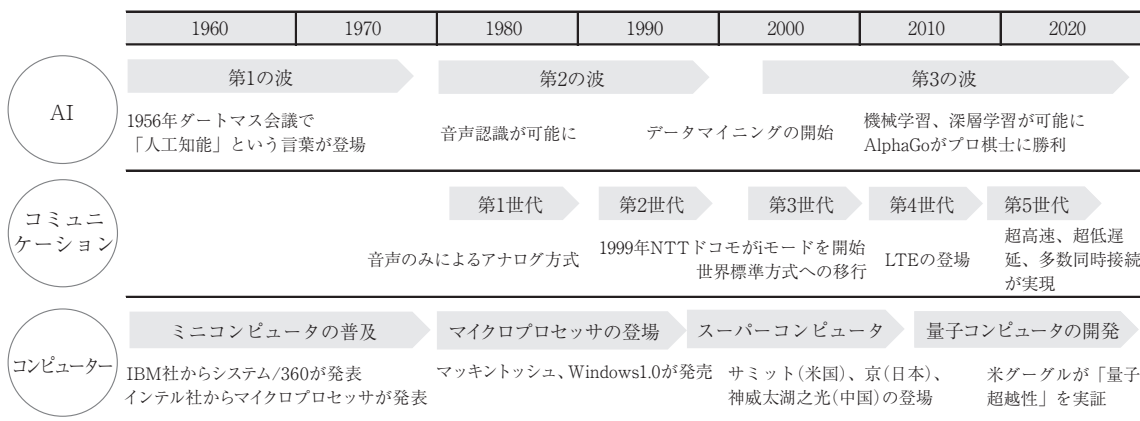 1960 1970 1980 1990 2000 2010 2020
AI
第1の波 第2の波 第3の波
1956年ダートマス会議で
「人工知能」という言葉が登場
音声認識が可能に
データマイニングの開始
機械学習、深層学習が可能に
AlphaGoがプロ棋士に勝利
コミュニ
ケーション
第1世代 第2世代 第3世代 第4世代 第5世代
音声のみによるアナログ方式
1999年NTTドコモがiモードを開始
世界標準方式への移行
LTEの登場
超高速、超低遅
延、多数同時接続
が実現
コンピューター
ミニコンピュータの普及 マイクロプロセッサの登場 スーパーコンピュータ 量子コンピュータの開発
IBM社からシステム/360が発表
インテル社からマイクロプロセッサが発表
マッキントッシュ、Windows1.0が発売
サミット(米国)、京(日本)、
神威太湖之光(中国)の登場
米グーグルが「量子
超越性」を実証